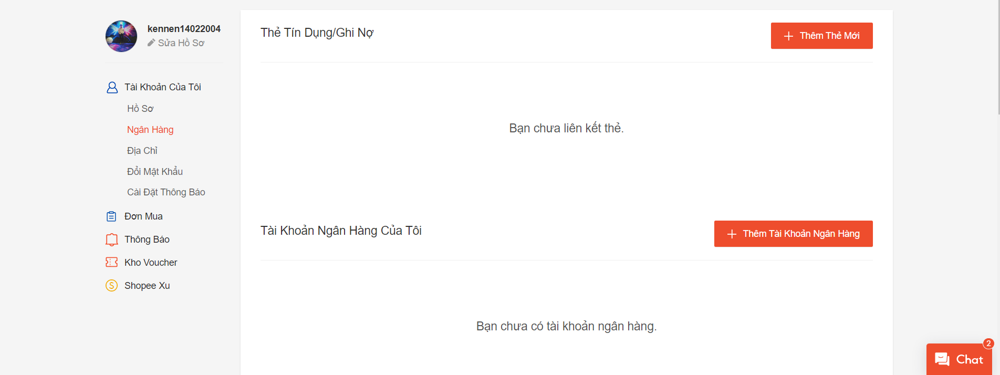 kennen14022004
Sửa Hồ Sơ
Tài Khoản Của Tôi
Hồ Sơ
Ngân Hàng
Địa Chỉ
Đổi Mật Khẩu
Cài Đặt Thông Báo
Đơn Mua
Thông Báo
Kho Voucher
Shopee Xu
Thẻ Tín Dụng/Ghi Nợ
Thêm Thẻ Mới
Bạn chưa liên kết thẻ.
Tài Khoản Ngân Hàng Của Tôi
Thêm Tài Khoản Ngân Hàng
Bạn chưa có tài khoản ngân hàng.
2
Chat